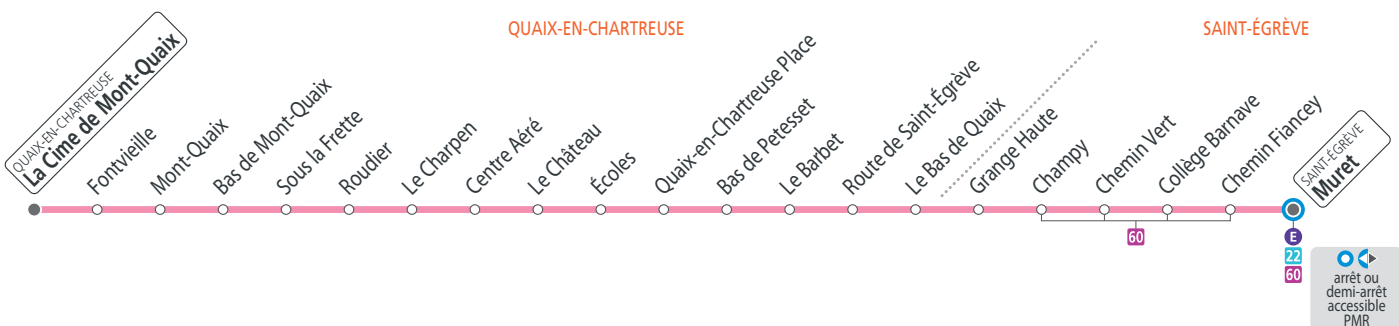 QUAIX-EN-CHARTREUSE
SAINT-ÉGRÈVE
QUAIX-EN-CHARTREUSE
La Cime de Mont-Quaix
Fontvieille
Mont-Quaix
Bas de Mont-Quaix
Sous la Frette
Roudier
Le Charpen
Centre Aéré
Le Château
Écoles
Quaix-en-Chartreuse Place
Bas de Petesset
Le Barbet
Route de Saint-Égrève
Le Bas de Quaix
Grange Haute
Champy
Chemin Vert
Collège Barnave
Chemin Fiancey
SAINT-ÉGRÈVE
Muret
60
E
22
60
arrêt ou
demi-arrêt
accessible
PMR